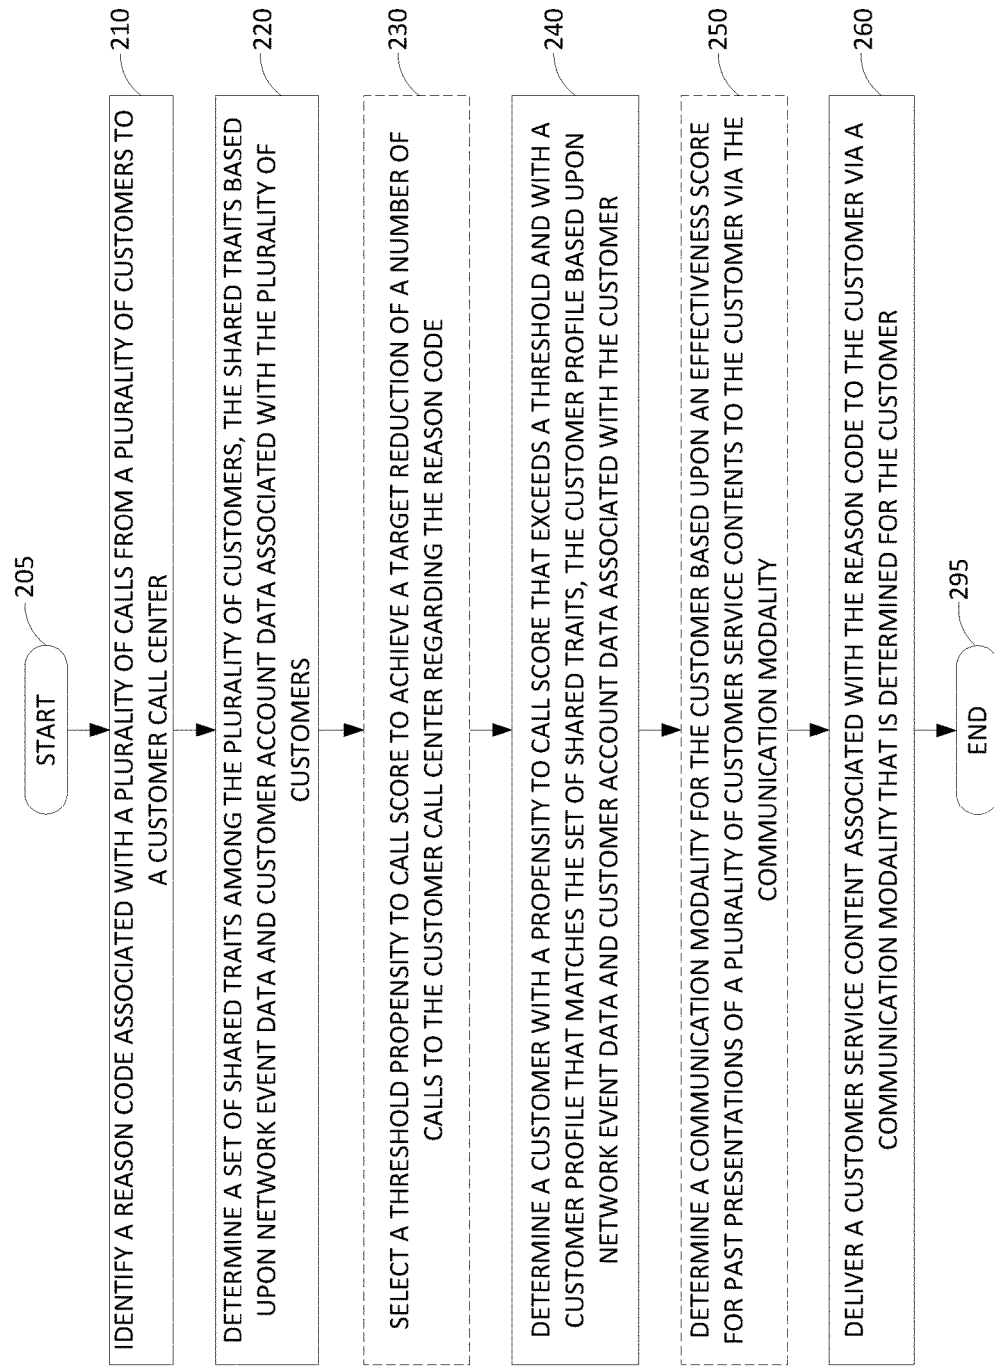 START
205
IDENTIFY A REASON CODE ASSOCIATED WITH A PLURALITY OF CALLS FROM A PLURALITY OF CUSTOMERS TO
A CUSTOMER CALL CENTER
210
DETERMINE A SET OF SHARED TRAITS AMONG THE PLURALITY OF CUSTOMERS, THE SHARED TRAITS BASED
UPON NETWORK EVENT DATA AND CUSTOMER ACCOUNT DATA ASSOCIATED WITH THE PLURALITY OF
CUSTOMERS
220
SELECT A THRESHOLD PROPENSITY TO CALL SCORE TO ACHIEVE A TARGET REDUCTION OF A NUMBER OF
CALLS TO THE CUSTOMER CALL CENTER REGARDING THE REASON CODE
230
DETERMINE A CUSTOMER WITH A PROPENSITY TO CALL SCORE THAT EXCEEDS A THRESHOLD AND WITH A
CUSTOMER PROFILE THAT MATCHES THE SET OF SHARED TRAITS, THE CUSTOMER PROFILE BASED UPON
NETWORK EVENT DATA AND CUSTOMER ACCOUNT DATA ASSOCIATED WITH THE CUSTOMER
240
DETERMINE A COMMUNICATION MODALITY FOR THE CUSTOMER BASED UPON AN EFFECTIVENESS SCORE
FOR PAST PRESENTATIONS OF A PLURALITY OF CUSTOMER SERVICE CONTENTS TO THE CUSTOMER VIA THE
COMMUNICATION MODALITY
250
DELIVER A CUSTOMER SERVICE CONTENT ASSOCIATED WITH THE REASON CODE TO THE CUSTOMER VIA A
COMMUNICATION MODALITY THAT IS DETERMINED FOR THE CUSTOMER
260
END
295